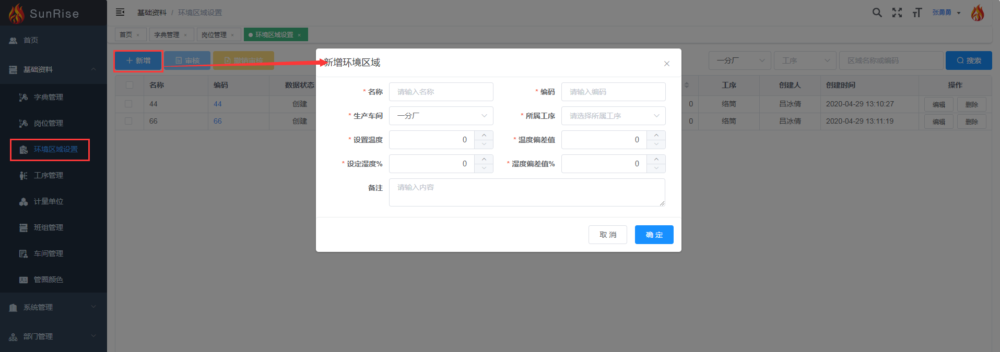 SunRise
首页
基础资料
字典管理
岗位管理
环境区域设置
工序管理
计量单位
班组管理
车间管理
管圈颜色
系统管理
部门管理
基础资料 / 环境区域设置
张勇勇
首页 × 字典管理 × 岗位管理 × 环境区域设置 ×
+ 新增 审核 撤销审核 一分厂 工序 区域名称或编码 搜索
名称 编码 数据状态 工序 创建人 创建时间 操作
44 44 创建 0 络筒 吕冰倩 2020-04-29 13:10:27 编辑 删除
66 66 创建 0 络筒 吕冰倩 2020-04-29 13:11:19 编辑 删除
新增环境区域 ×
* 名称 请输入名称 * 编码 请输入编码
* 生产车间 一分厂 * 所属工序 请选择所属工序
* 设置温度 0 * 温度偏差值 0
* 设定湿度% 0 * 湿度偏差值% 0
备注 请输入内容
取 消 确 定